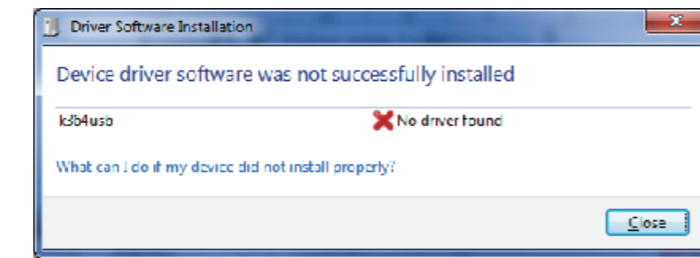 Driver Software Installation
Device driver software was not successfully installed
k3b4usb No driver found
What can I do if my device did not install properly?
Close